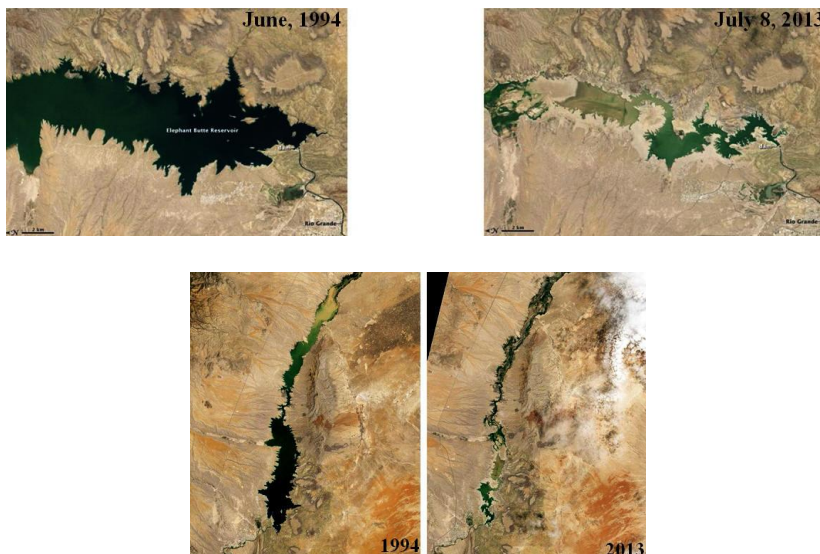 June, 1994
July 8, 2013
Elephant Butte Reservoir
Rio Grande
N
2 km
Rio Grande
N
2 km
1994
2013